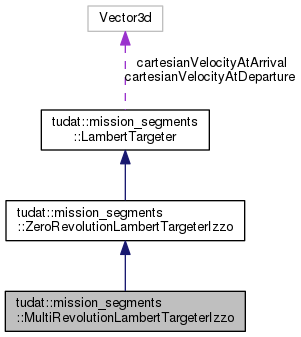 Vector3d
cartesianVelocityAtArrival
cartesianVelocityAtDeparture
tudat::mission_segments
::LambertTargeter
tudat::mission_segments
::ZeroRevolutionLambertTargeterIzzo
tudat::mission_segments
::MultiRevolutionLambertTargeterIzzo